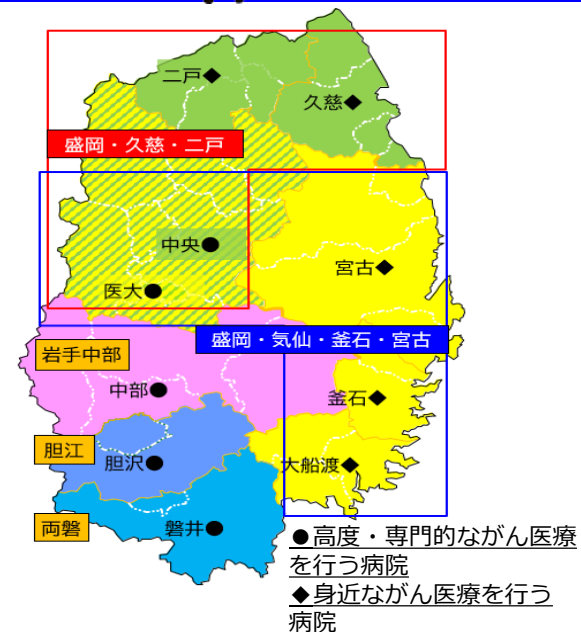 二戸◆
久慈◆
盛岡・久慈・二戸
中央●
宮古◆
医大●
盛岡・気仙・釜石・宮古
岩手中部
中部●
釜石◆
胆江
胆沢●
大船渡◆
両磐
磐井●
●高度・専門的ながん医療
を行う病院
◆身近ながん医療を行う
病院